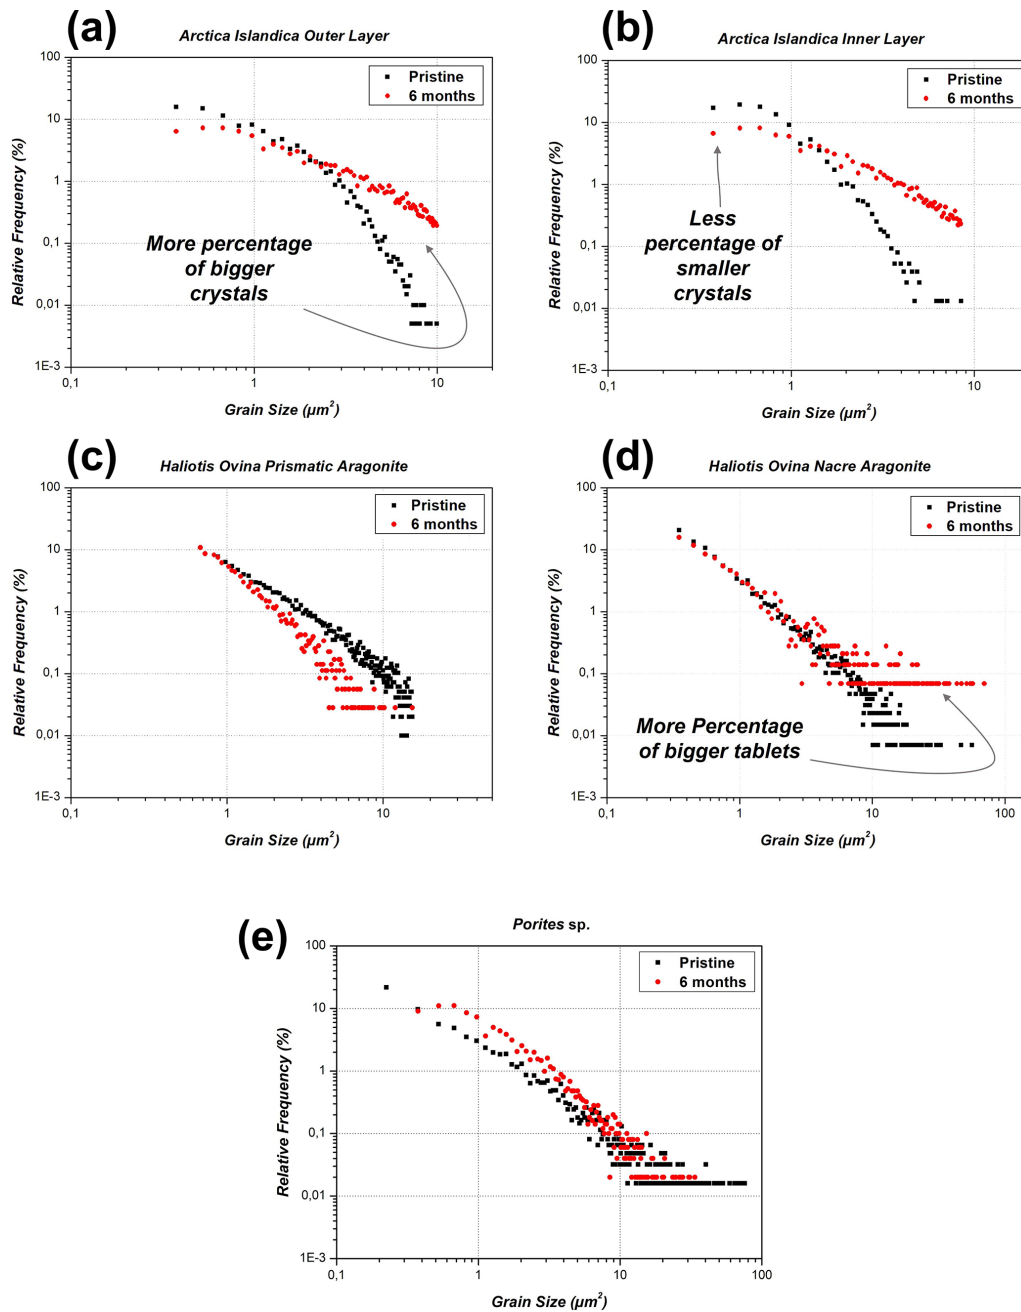 (a)
Arctica Islandica Outer Layer
100
10
1
0,1
0,01
1E-3
0,1
1
10
Relative Frequency (%)
Grain Size (µm²)
Pristine
6 months
More percentage
of bigger
crystals
(b)
Arctica Islandica Inner Layer
100
10
1
0,1
0,01
1E-3
0,1
1
10
Relative Frequency (%)
Grain Size (µm²)
Pristine
6 months
Less
percentage of
smaller
crystals
(c)
Haliotis Ovina Prismatic Aragonite
100
10
1
0,1
0,01
1E-3
0,1
1
10
Relative Frequency (%)
Grain Size (µm²)
Pristine
6 months
(d)
Haliotis Ovina Nacre Aragonite
100
10
1
0,1
0,01
1E-3
0,1
1
10
100
Relative Frequency (%)
Grain Size (µm²)
Pristine
6 months
More Percentage
of bigger tablets
(e)
Porites sp.
100
10
1
0,1
0,01
1E-3
0,1
1
10
100
Relative Frequency (%)
Grain Size (µm²)
Pristine
6 months